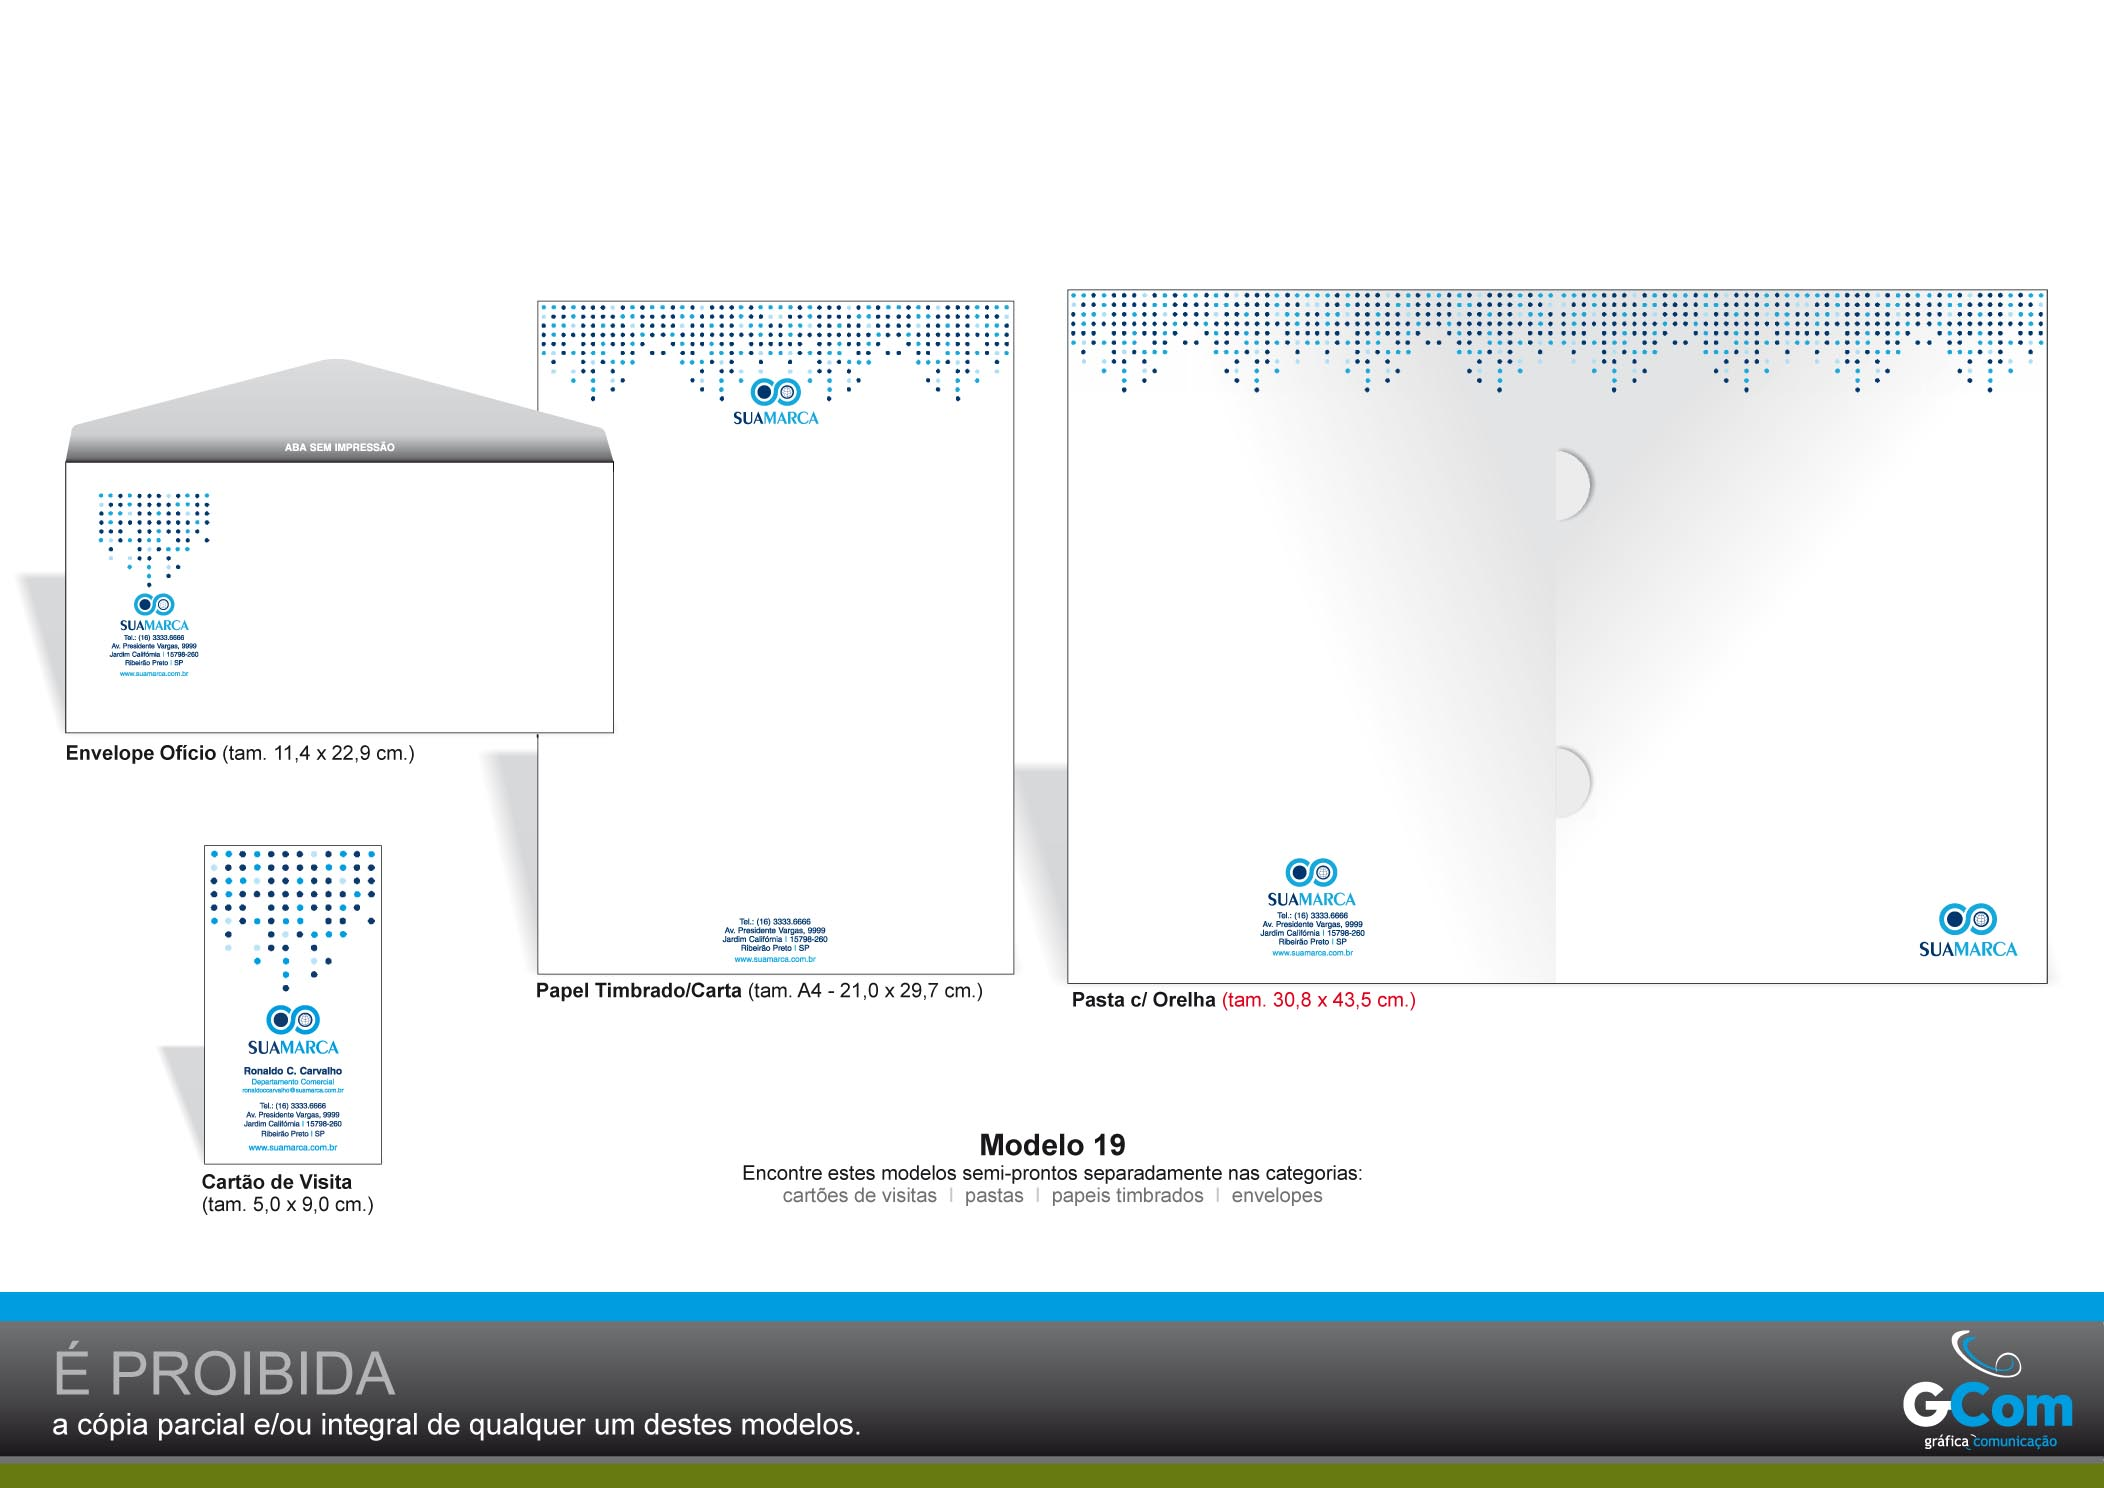 ABA SEM IMPRESSÃO
SUAMARCA
Tel.: (16) 3333.6666
Av. Presidente Vargas, 9999
Jardim Califórnia | 15798-260
Ribeirão Preto | SP
www.suamarca.com.br
Envelope Ofício (tam. 11,4 x 22,9 cm.)
SUAMARCA
Tel.: (16) 3333.6666
Av. Presidente Vargas, 9999
Jardim Califórnia | 15798-260
Ribeirão Preto | SP
www.suamarca.com.br
Papel Timbrado/Carta (tam. A4 - 21,0 x 29,7 cm.)
SUAMARCA
Tel.: (16) 3333.6666
Av. Presidente Vargas, 9999
Jardim Califórnia | 15798-260
Ribeirão Preto | SP
www.suamarca.com.br
SUAMARCA
Pasta c/ Orelha (tam. 30,8 x 43,5 cm.)
SUAMARCA
Ronaldo C. Carvalho
Departamento Comercial
ronaldoccarvalho@suamarca.com.br
Tel.: (16) 3333.6666
Av. Presidente Vargas, 9999
Jardim Califórnia | 15798-260
Ribeirão Preto | SP
www.suamarca.com.br
Cartão de Visita
(tam. 5,0 x 9,0 cm.)
Modelo 19
Encontre estes modelos semi-prontos separadamente nas categorias:
cartões de visitas | pastas | papeis timbrados | envelopes
É PROIBIDA
a cópia parcial e/ou integral de qualquer um destes modelos.
GCom
gráfica comunicação